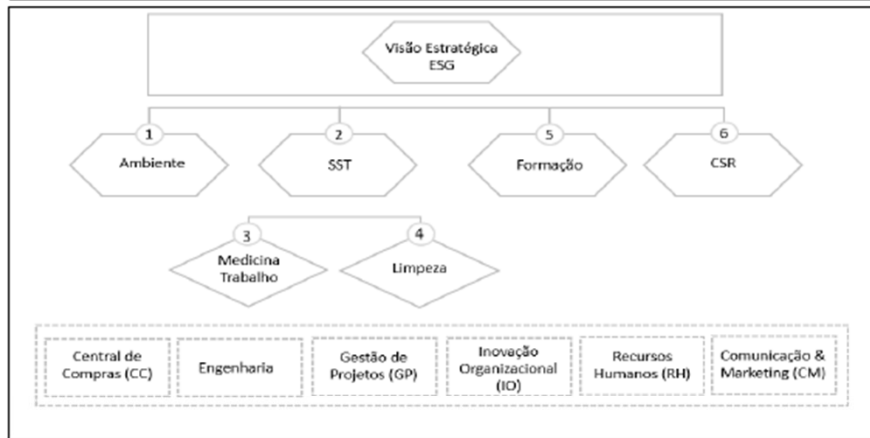 Visão Estratégica
ESG
1
2
5
6
Ambiente
SST
Formação
CSR
3
4
Medicina
Trabalho
Limpeza
Central de
Compras (CC)
Engenharia
Gestão de
Projetos (GP)
Inovação
Organizacional
(IO)
Recursos
Humanos (RH)
Comunicação &
Marketing (CM)